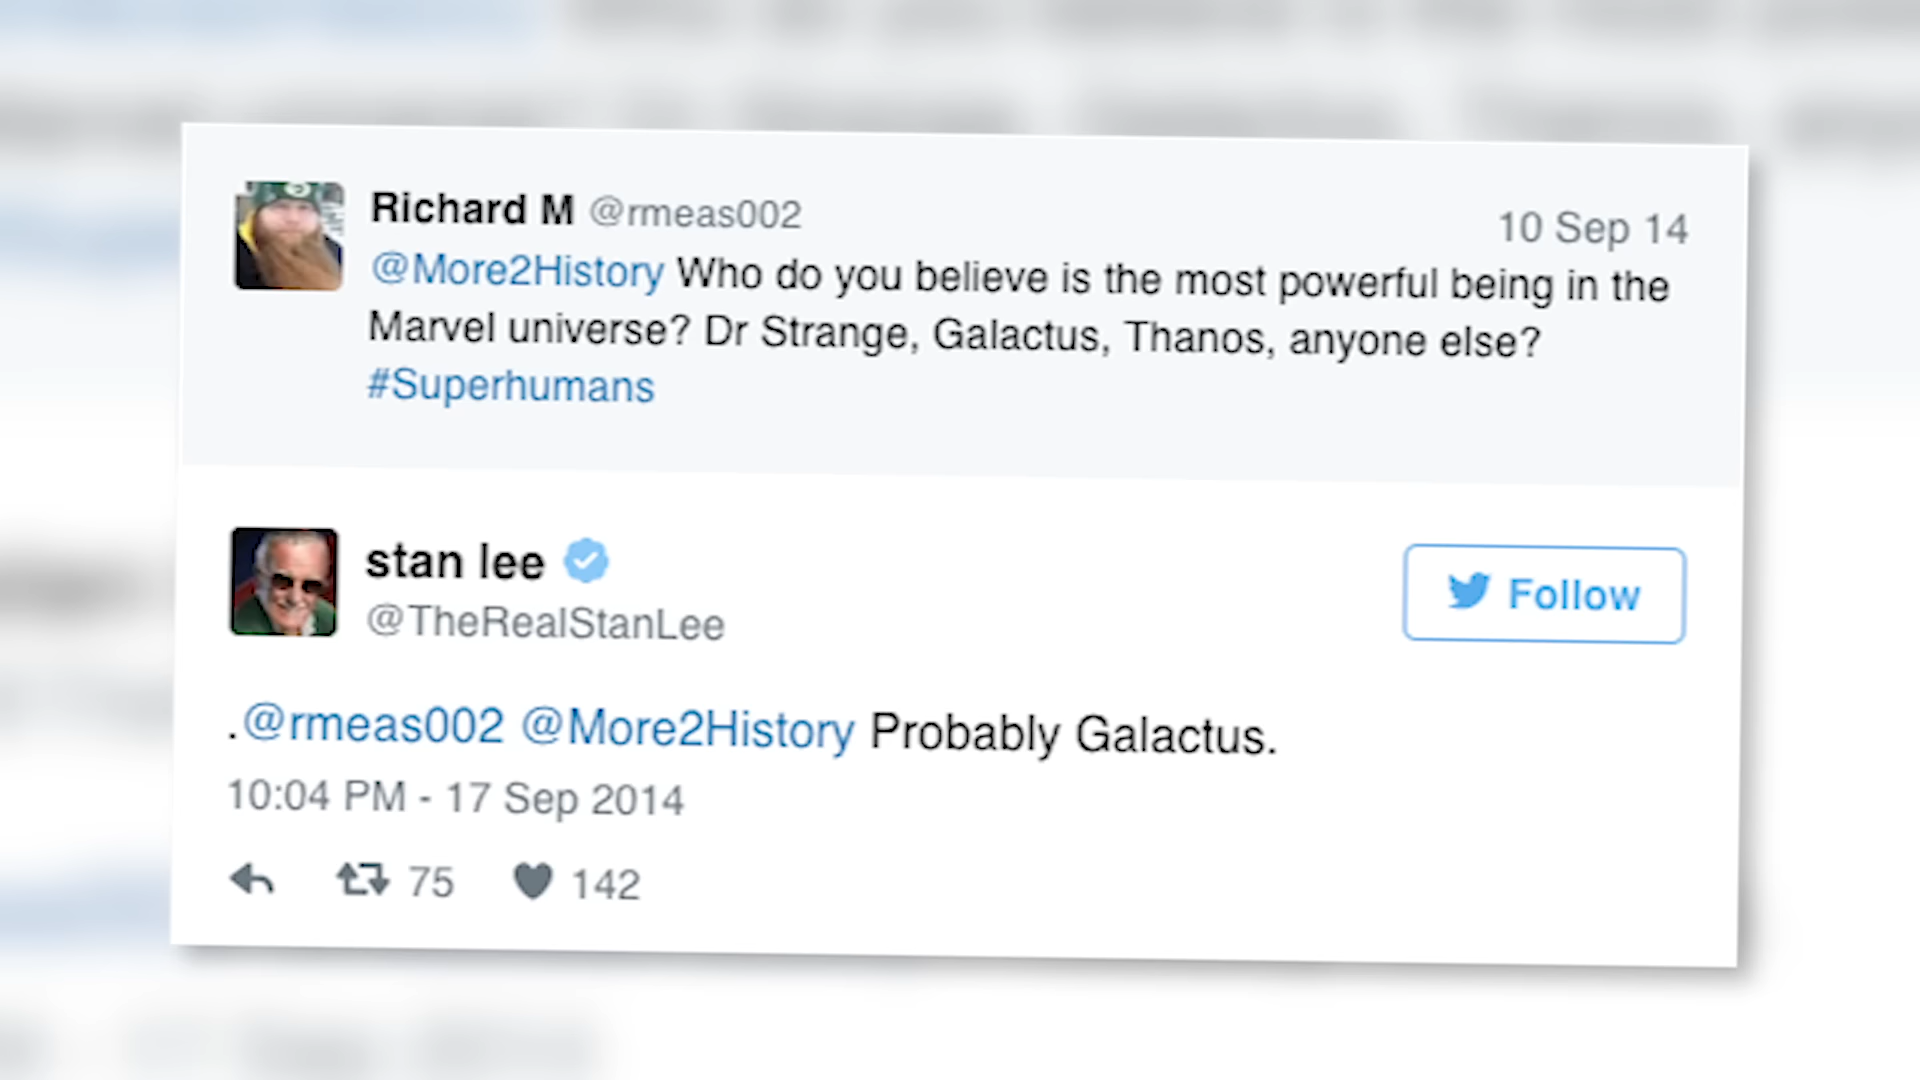 Richard M @rmeas002
10 Sep 14
@More2History Who do you believe is the most powerful being in the
Marvel universe? Dr Strange, Galactus, Thanos, anyone else?
#Superhumans
stan lee
@TheRealStanLee
Follow
.@rmeas002 @More2History Probably Galactus.
10:04 PM - 17 Sep 2014
75 142